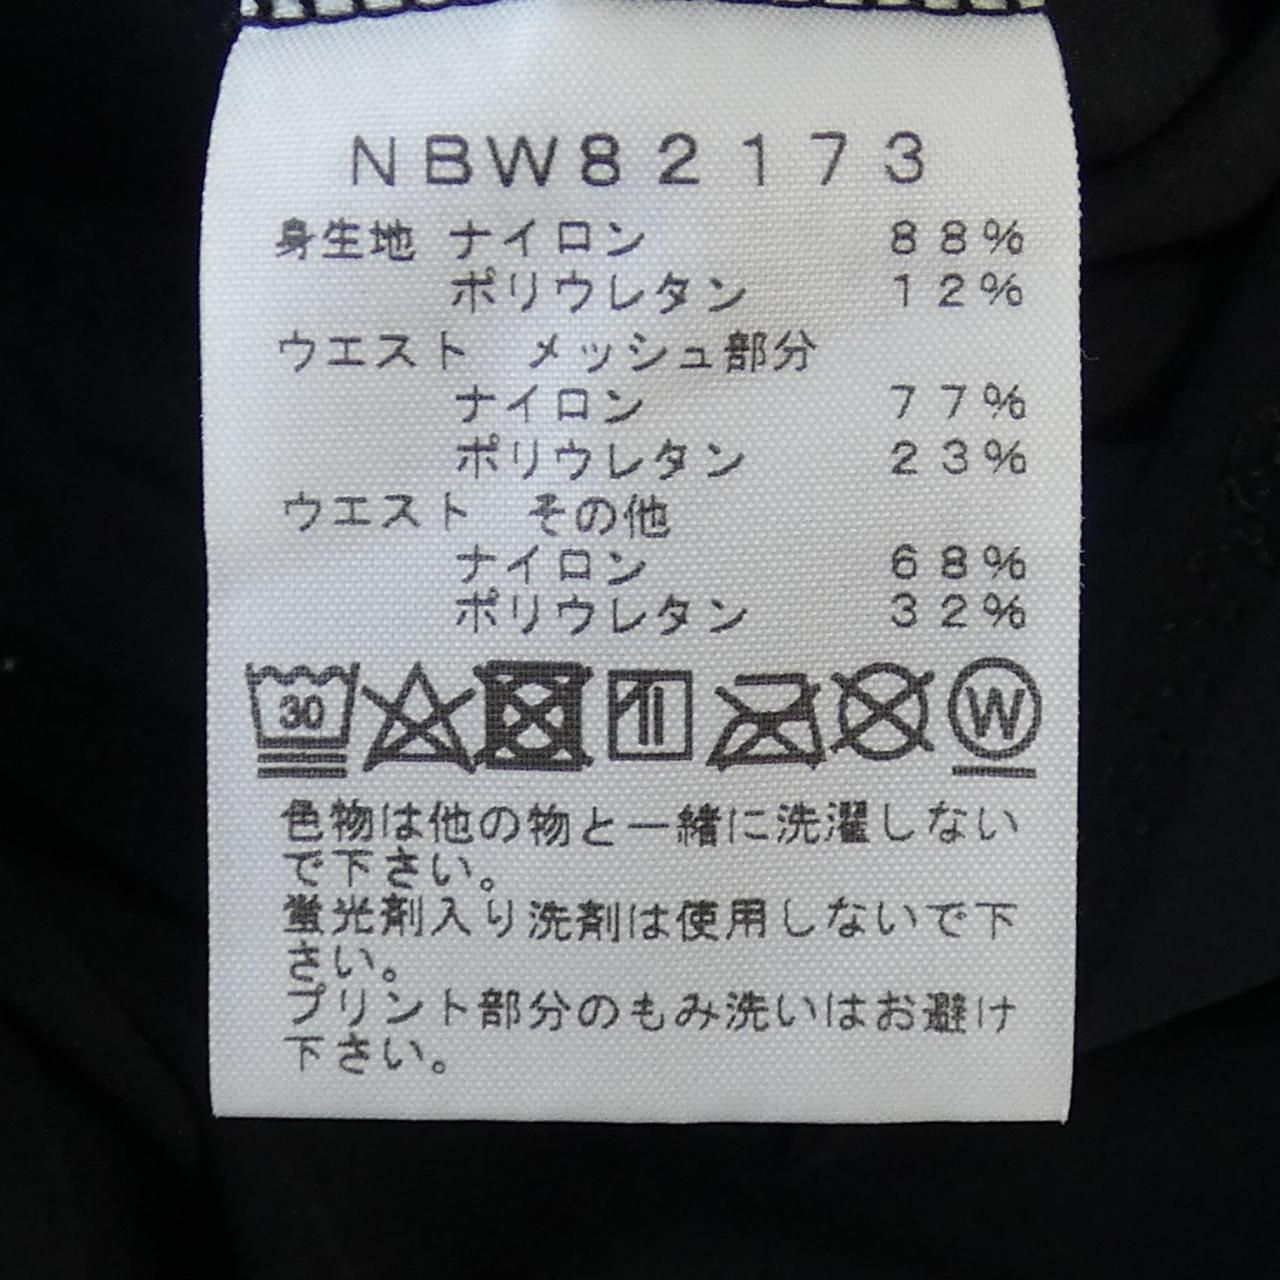 NBW82173
身生地 ナイロン 88%
ポリウレタン 12%
ウエスト メッシュ部分
ナイロン 77%
ポリウレタン 23%
ウエスト その他
ナイロン 68%
ポリウレタン 32%
30 W
色物は他の物と一緒に洗濯しない
で下さい。
蛍光剤入り洗剤は使用しないで下
さい。
プリント部分のもみ洗いはお避け
下さい。